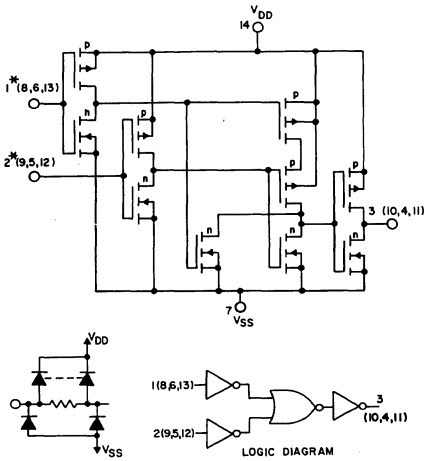 VDD
14
p
1*(8,6,13)
n
p
p
2*(9,5,12)
p
p
n
3 (10,4,11)
n
n
n
7
VSS
VDD
VSS
1(8,6,13)
2(9,5,12)
3
(10,4,11)
LOGIC DIAGRAM